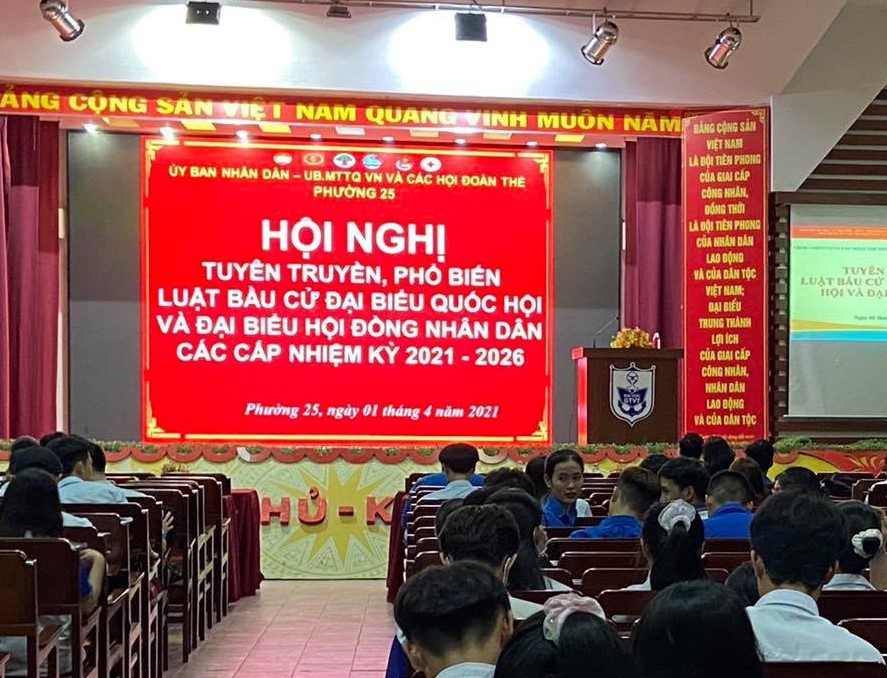 ĐẢNG CỘNG SẢN VIỆT NAM QUANG VINH MUÔN NĂM
ỦY BAN NHÂN DÂN – UB.MTTQ VN VÀ CÁC HỘI ĐOÀN THỂ
PHƯỜNG 25
HỘI NGHỊ
TUYÊN TRUYỀN, PHỔ BIẾN
LUẬT BẦU CỬ ĐẠI BIỂU QUỐC HỘI
VÀ ĐẠI BIỂU HỘI ĐỒNG NHÂN DÂN
CÁC CẤP NHIỆM KỲ 2021 - 2026
Phường 25, ngày 01 tháng 4 năm 2021
ĐẢNG CỘNG SẢN
VIỆT NAM
LÀ ĐỘI TIÊN PHONG
CỦA GIAI CẤP
CÔNG NHÂN,
ĐỒNG THỜI
LÀ ĐỘI TIÊN PHONG
CỦA NHÂN DÂN
LAO ĐỘNG
VÀ CỦA DÂN TỘC
VIỆT NAM;
ĐẠI BIỂU
TRUNG THÀNH
LỢI ÍCH
CỦA GIAI CẤP
CÔNG NHÂN,
NHÂN DÂN
LAO ĐỘNG
VÀ CỦA DÂN TỘC
TUYÊN
LUẬT BẦU CỬ
HỘI VÀ ĐẠI
Ngày
GTVT
HỦ-K